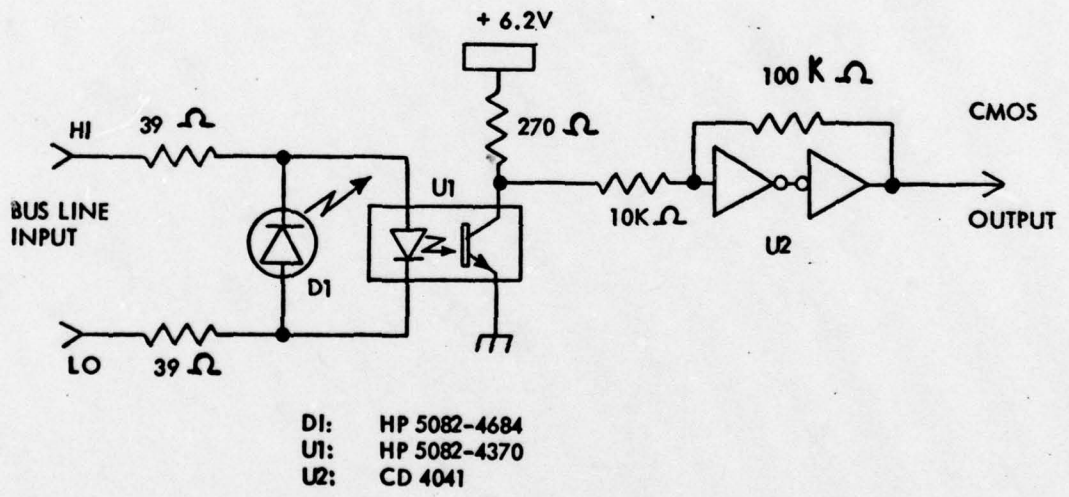 + 6.2V
100 K Ω
HI
39 Ω
270 Ω
CMOS
U1
BUS LINE
INPUT
10K Ω
OUTPUT
U2
D1
LO
39 Ω
DI: HP 5082-4684
U1: HP 5082-4370
U2: CD 4041